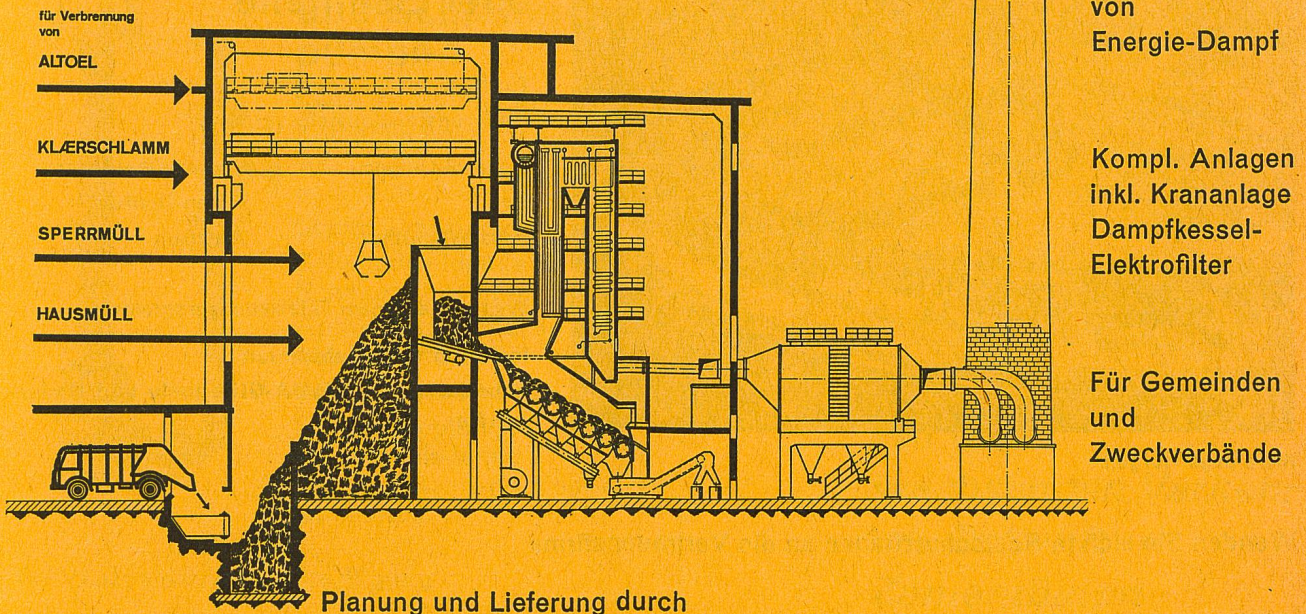 für Verbrennung
von
ALTOEL
KLÆRSCHLAMM
SPERRMÜLL
HAUSMÜLL
von
Energie-Dampf
Kompl. Anlagen
inkl. Krananlage
Dampfkessel-
Elektrofilter
Für Gemeinden
und
Zweckverbände
Planung und Lieferung durch